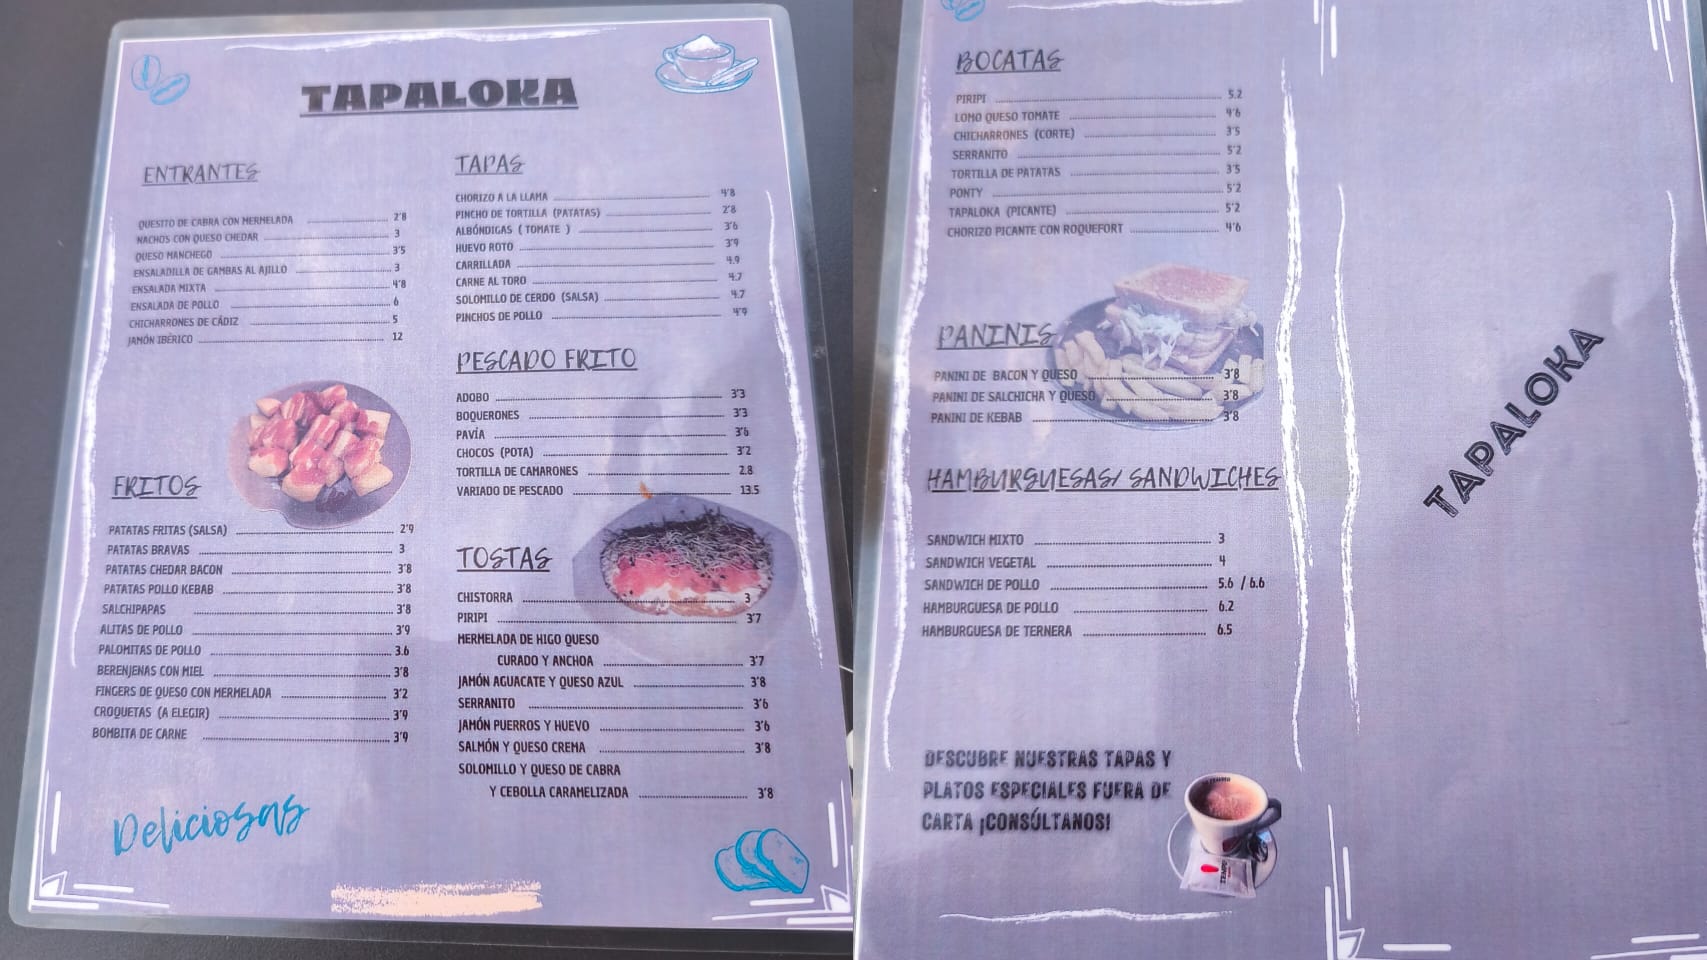 TAPALOKA
ENTRANTES
QUESITO DE CABRA CON MERMELADA 2'8
NACHOS CON QUESO CHEDAR 3
QUESO MANCHEGO 3'5
ENSALADILLA DE GAMBAS AL AJILLO 3
ENSALADA MIXTA 4'8
ENSALADA DE POLLO 6
CHICHARRONES DE CÁDIZ 5
JAMÓN IBÉRICO 12
FRITOS
PATATAS FRITAS (SALSA) 2'9
PATATAS BRAVAS 3
PATATAS CHEDAR BACON 3'8
PATATAS POLLO KEBAB 3'8
SALCHIPAPAS 3'8
ALITAS DE POLLO 3'9
PALOMITAS DE POLLO 3.6
BERENJENAS CON MIEL 3'8
FINGERS DE QUESO CON MERMELADA 3'2
CROQUETAS (A ELEGIR) 3'9
BOMBITA DE CARNE 3'9
Deliciosas
TAPAS
CHORIZO A LA LLAMA 4'8
PINCHO DE TORTILLA (PATATAS) 2'8
ALBÓNDIGAS ( TOMATE ) 3'6
HUEVO ROTO 3'9
CARRILLADA 4.9
CARNE AL TORO 4.7
SOLOMILLO DE CERDO (SALSA) 4.7
PINCHOS DE POLLO 4'9
PESCADO FRITO
ADOBO 3'3
BOQUERONES 3'3
PAVÍA 3'6
CHOCOS (POTA) 3'2
TORTILLA DE CAMARONES 2.8
VARIADO DE PESCADO 13.5
TOSTAS
CHISTORRA 3
PIRIPI 3'7
MERMELADA DE HIGO QUESO
CURADO Y ANCHOA 3'7
JAMÓN AGUACATE Y QUESO AZUL 3'8
SERRANITO 3'6
JAMÓN PUERROS Y HUEVO 3'6
SALMÓN Y QUESO CREMA 3'8
SOLOMILLO Y QUESO DE CABRA
Y CEBOLLA CARAMELIZADA 3'8
BOCATAS
PIRIPI 5.2
LOMO QUESO TOMATE 4'6
CHICHARRONES (CORTE) 3'5
SERRANITO 5'2
TORTILLA DE PATATAS 3'5
PONTY 5'2
TAPALOKA (PICANTE) 5'2
CHORIZO PICANTE CON ROQUEFORT 4'6
PANINIS
PANINI DE BACON Y QUESO 3'8
PANINI DE SALCHICHA Y QUESO 3'8
PANINI DE KEBAB 3'8
HAMBURGUESAS/ SANDWICHES
SANDWICH MIXTO 3
SANDWICH VEGETAL 4
SANDWICH DE POLLO 5.6 / 6.6
HAMBURGUESA DE POLLO 6.2
HAMBURGUESA DE TERNERA 6.5
DESCUBRE NUESTRAS TAPAS Y
PLATOS ESPECIALES FUERA DE
CARTA ¡CONSÚLTANOS!
TAPALOKA